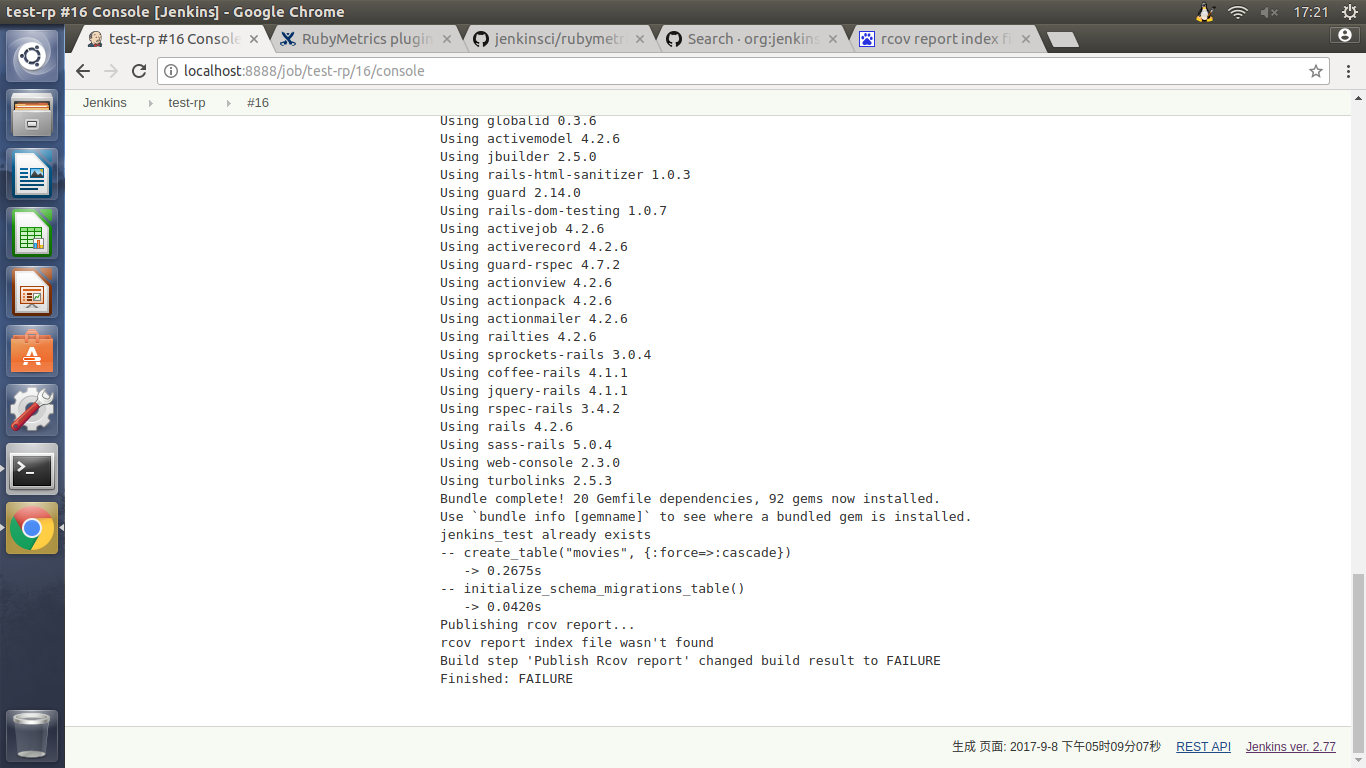 test-rp #16 Console [Jenkins] - Google Chrome
17:21
test-rp #16 Console
RubyMetrics plugin
jenkinsci/rubymetr
Search · org:jenkins
rcov report index fi
localhost:8888/job/test-rp/16/console
Jenkins test-rp #16
Using globalid 0.3.6
Using activemodel 4.2.6
Using jbuilder 2.5.0
Using rails-html-sanitizer 1.0.3
Using guard 2.14.0
Using rails-dom-testing 1.0.7
Using activejob 4.2.6
Using activerecord 4.2.6
Using guard-rspec 4.7.2
Using actionview 4.2.6
Using actionpack 4.2.6
Using actionmailer 4.2.6
Using railties 4.2.6
Using sprockets-rails 3.0.4
Using coffee-rails 4.1.1
Using jquery-rails 4.1.1
Using rspec-rails 3.4.2
Using rails 4.2.6
Using sass-rails 5.0.4
Using web-console 2.3.0
Using turbolinks 2.5.3
Bundle complete! 20 Gemfile dependencies, 92 gems now installed.
Use `bundle info [gemname]` to see where a bundled gem is installed.
jenkins_test already exists
-- create_table("movies", {:force=>:cascade})
-> 0.2675s
-- initialize_schema_migrations_table()
-> 0.0420s
Publishing rcov report...
rcov report index file wasn't found
Build step 'Publish Rcov report' changed build result to FAILURE
Finished: FAILURE
生成 页面: 2017-9-8 下午05时09分07秒 REST API Jenkins ver. 2.77